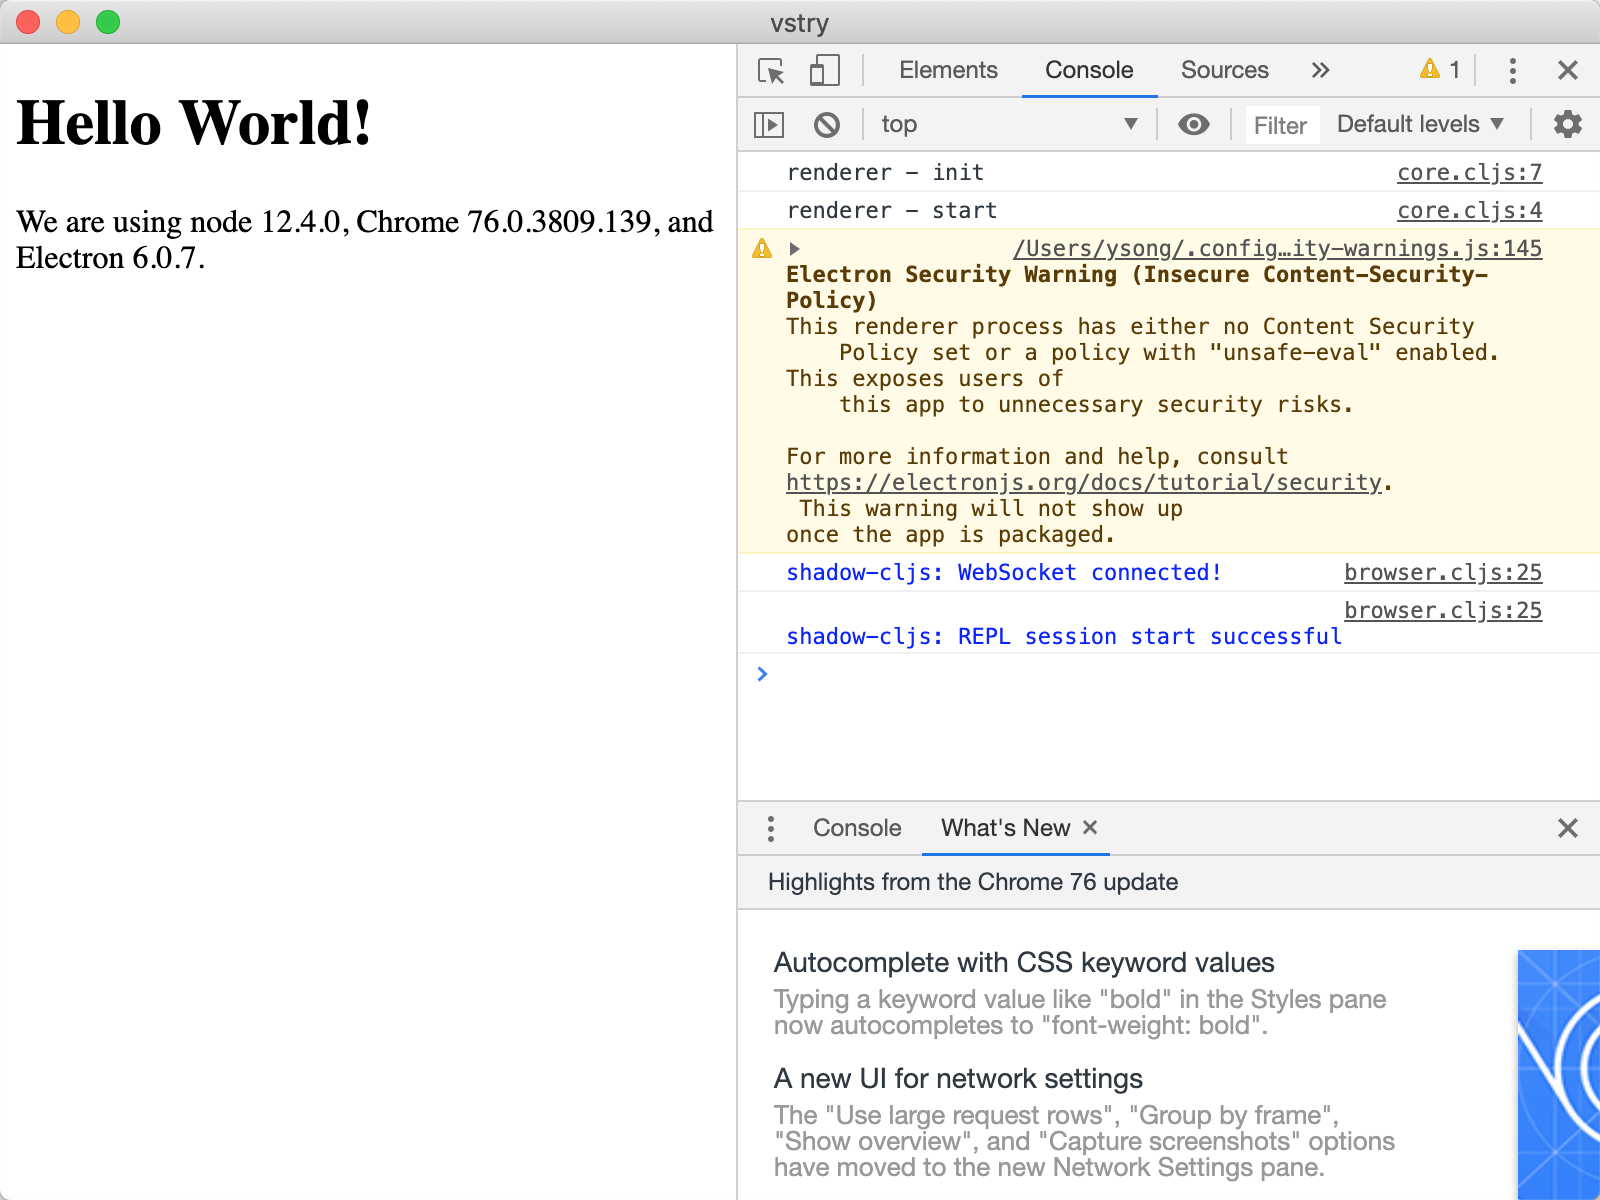 vstry
Hello World!
We are using node 12.4.0, Chrome 76.0.3809.139, and
Electron 6.0.7.
Elements Console Sources 1
top Filter Default levels
renderer - init core.cljs:7
renderer - start core.cljs:4
/Users/ysong/.config…ity-warnings.js:145
Electron Security Warning (Insecure Content-Security-
Policy)
This renderer process has either no Content Security
Policy set or a policy with "unsafe-eval" enabled.
This exposes users of
this app to unnecessary security risks.
For more information and help, consult
https://electronjs.org/docs/tutorial/security.
This warning will not show up
once the app is packaged.
shadow-cljs: WebSocket connected! browser.cljs:25
browser.cljs:25
shadow-cljs: REPL session start successful
Console What's New
Highlights from the Chrome 76 update
Autocomplete with CSS keyword values
Typing a keyword value like "bold" in the Styles pane
now autocompletes to "font-weight: bold".
A new UI for network settings
The "Use large request rows", "Group by frame",
"Show overview", and "Capture screenshots" options
have moved to the new Network Settings pane.